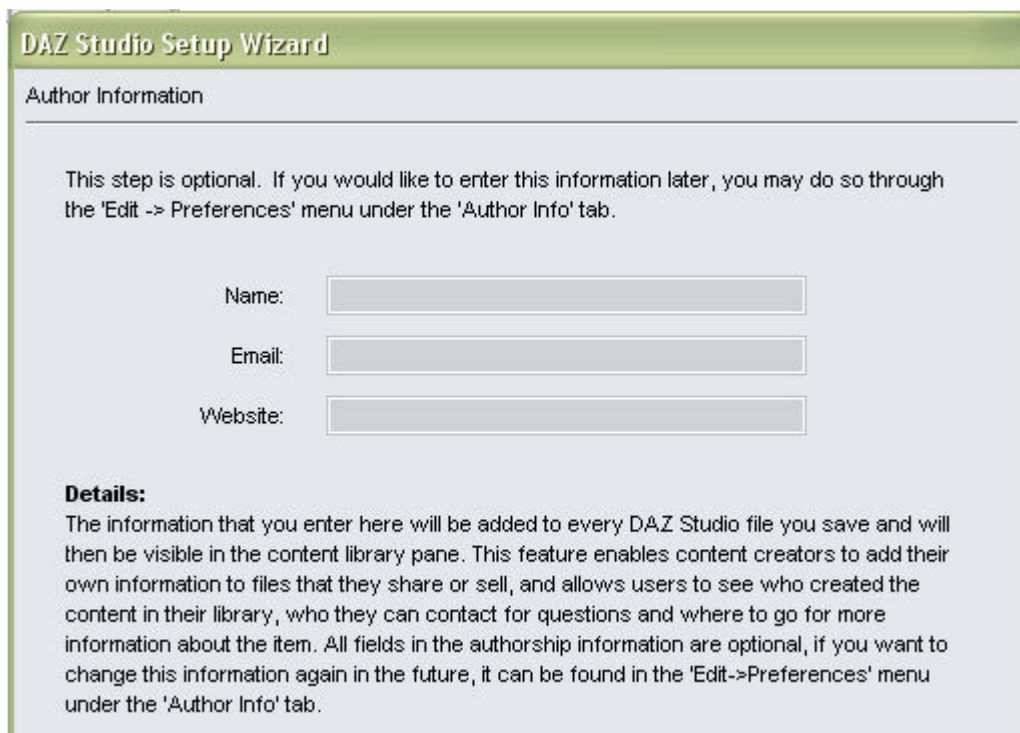 DAZ Studio Setup Wizard
Author Information
This step is optional. If you would like to enter this information later, you may do so through
the 'Edit -> Preferences' menu under the 'Author Info' tab.
Name:
Email:
Website:
Details:
The information that you enter here will be added to every DAZ Studio file you save and will
then be visible in the content library pane. This feature enables content creators to add their
own information to files that they share or sell, and allows users to see who created the
content in their library, who they can contact for questions and where to go for more
information about the item. All fields in the authorship information are optional, if you want to
change this information again in the future, it can be found in the 'Edit->Preferences' menu
under the 'Author Info' tab.